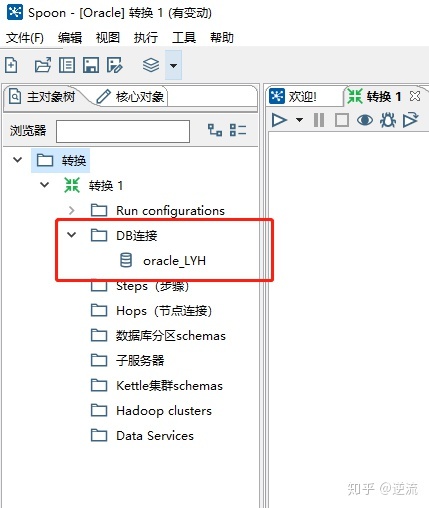 Spoon - [Oracle] 转换 1 (有变动)
文件(F) 编辑 视图 执行 工具 帮助
主对象树 核心对象
欢迎! 转换 1
浏览器
转换
转换 1
Run configurations
DB连接
oracle_LYH
Steps（步骤）
Hops（节点连接）
数据库分区schemas
子服务器
Kettle集群schemas
Hadoop clusters
Data Services
知乎 @逆流